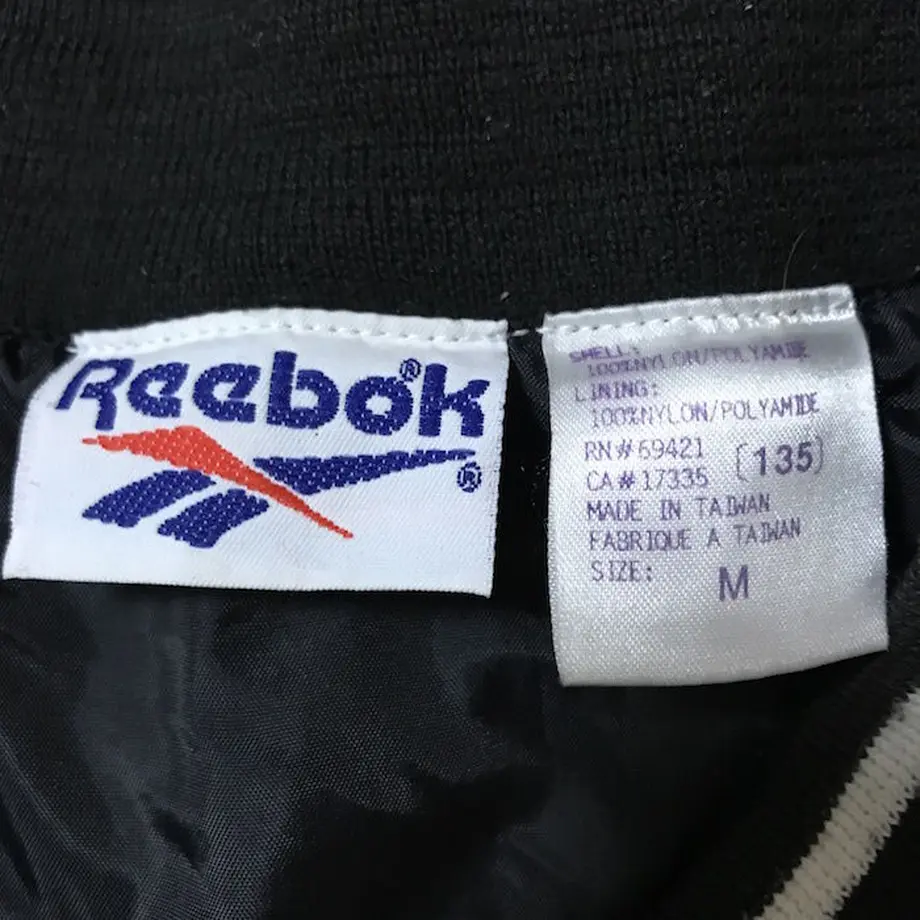 Reebok®
®
SHELL:
100%NYLON/POLYAMIDE
LINING:
100%NYLON/POLYAMIDE
RN#69421
CA#17335 (135)
MADE IN TAIWAN
FABRIQUE A TAIWAN
SIZE: M